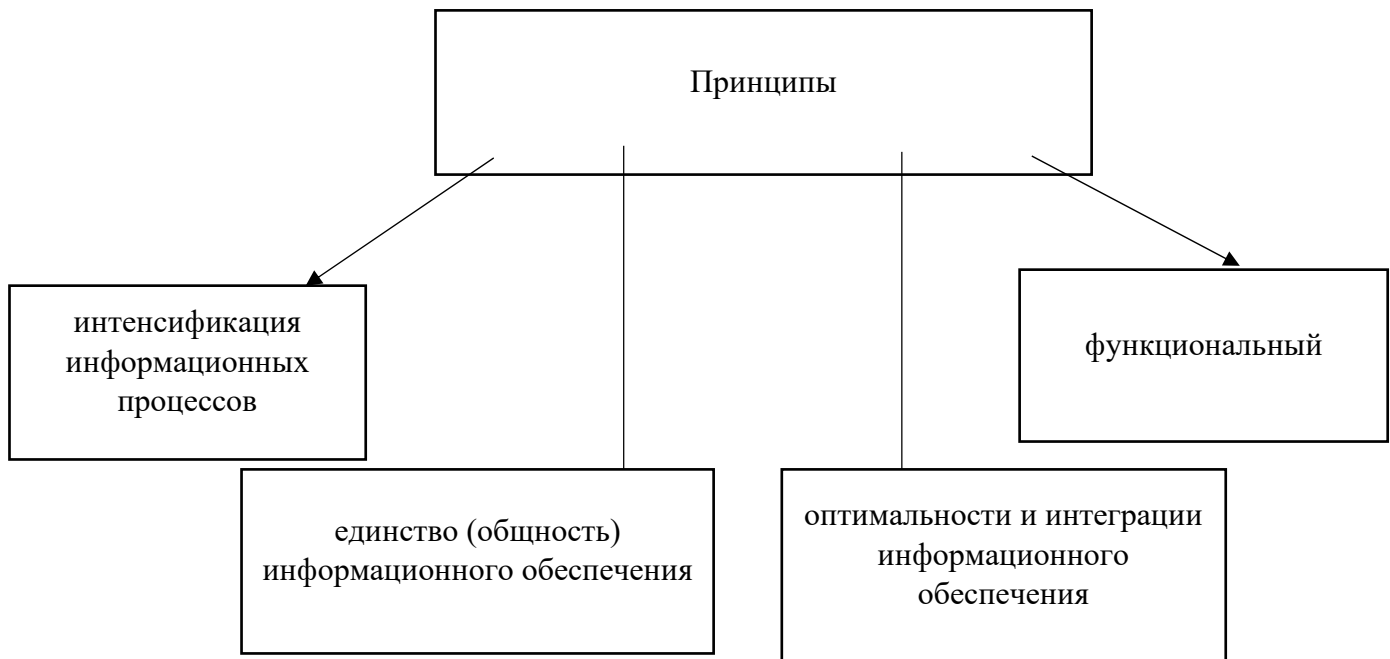 Принципы
интенсификация
информационных
процессов
функциональный
единство (общность)
информационного обеспечения
оптимальности и интеграции
информационного
обеспечения